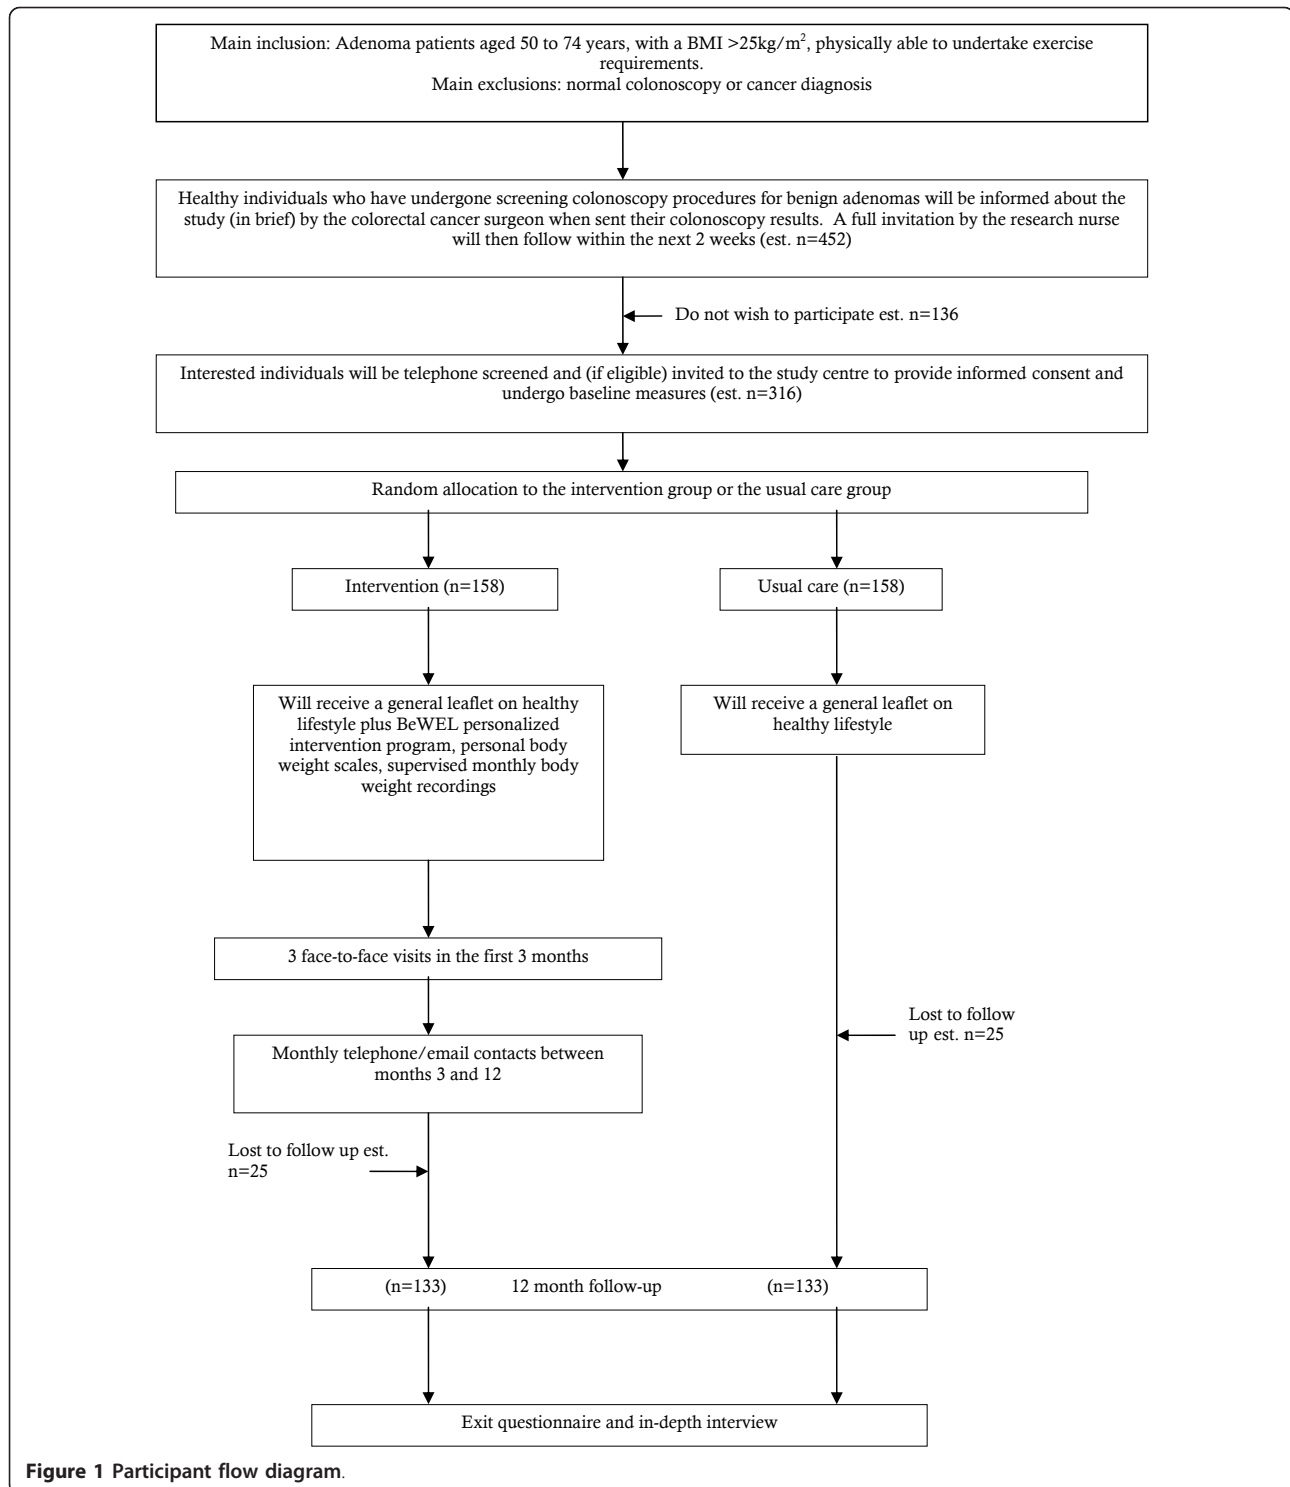 Main inclusion: Adenoma patients aged 50 to 74 years, with a BMI >25kg/m², physically able to undertake exercise
requirements.
Main exclusions: normal colonoscopy or cancer diagnosis
Healthy individuals who have undergone screening colonoscopy procedures for benign adenomas will be informed about the
study (in brief) by the colorectal cancer surgeon when sent their colonoscopy results. A full invitation by the research nurse
will then follow within the next 2 weeks (est. n=452)
Do not wish to participate est. n=136
Interested individuals will be telephone screened and (if eligible) invited to the study centre to provide informed consent and
undergo baseline measures (est. n=316)
Random allocation to the intervention group or the usual care group
Intervention (n=158)
Usual care (n=158)
Will receive a general leaflet on healthy
lifestyle plus BeWEL personalized
intervention program, personal body
weight scales, supervised monthly body
weight recordings
Will receive a general leaflet on
healthy lifestyle
3 face-to-face visits in the first 3 months
Lost to follow
up est. n=25
Monthly telephone/email contacts between
months 3 and 12
Lost to follow up est.
n=25
(n=133) 12 month follow-up (n=133)
Exit questionnaire and in-depth interview
Figure 1 Participant flow diagram.